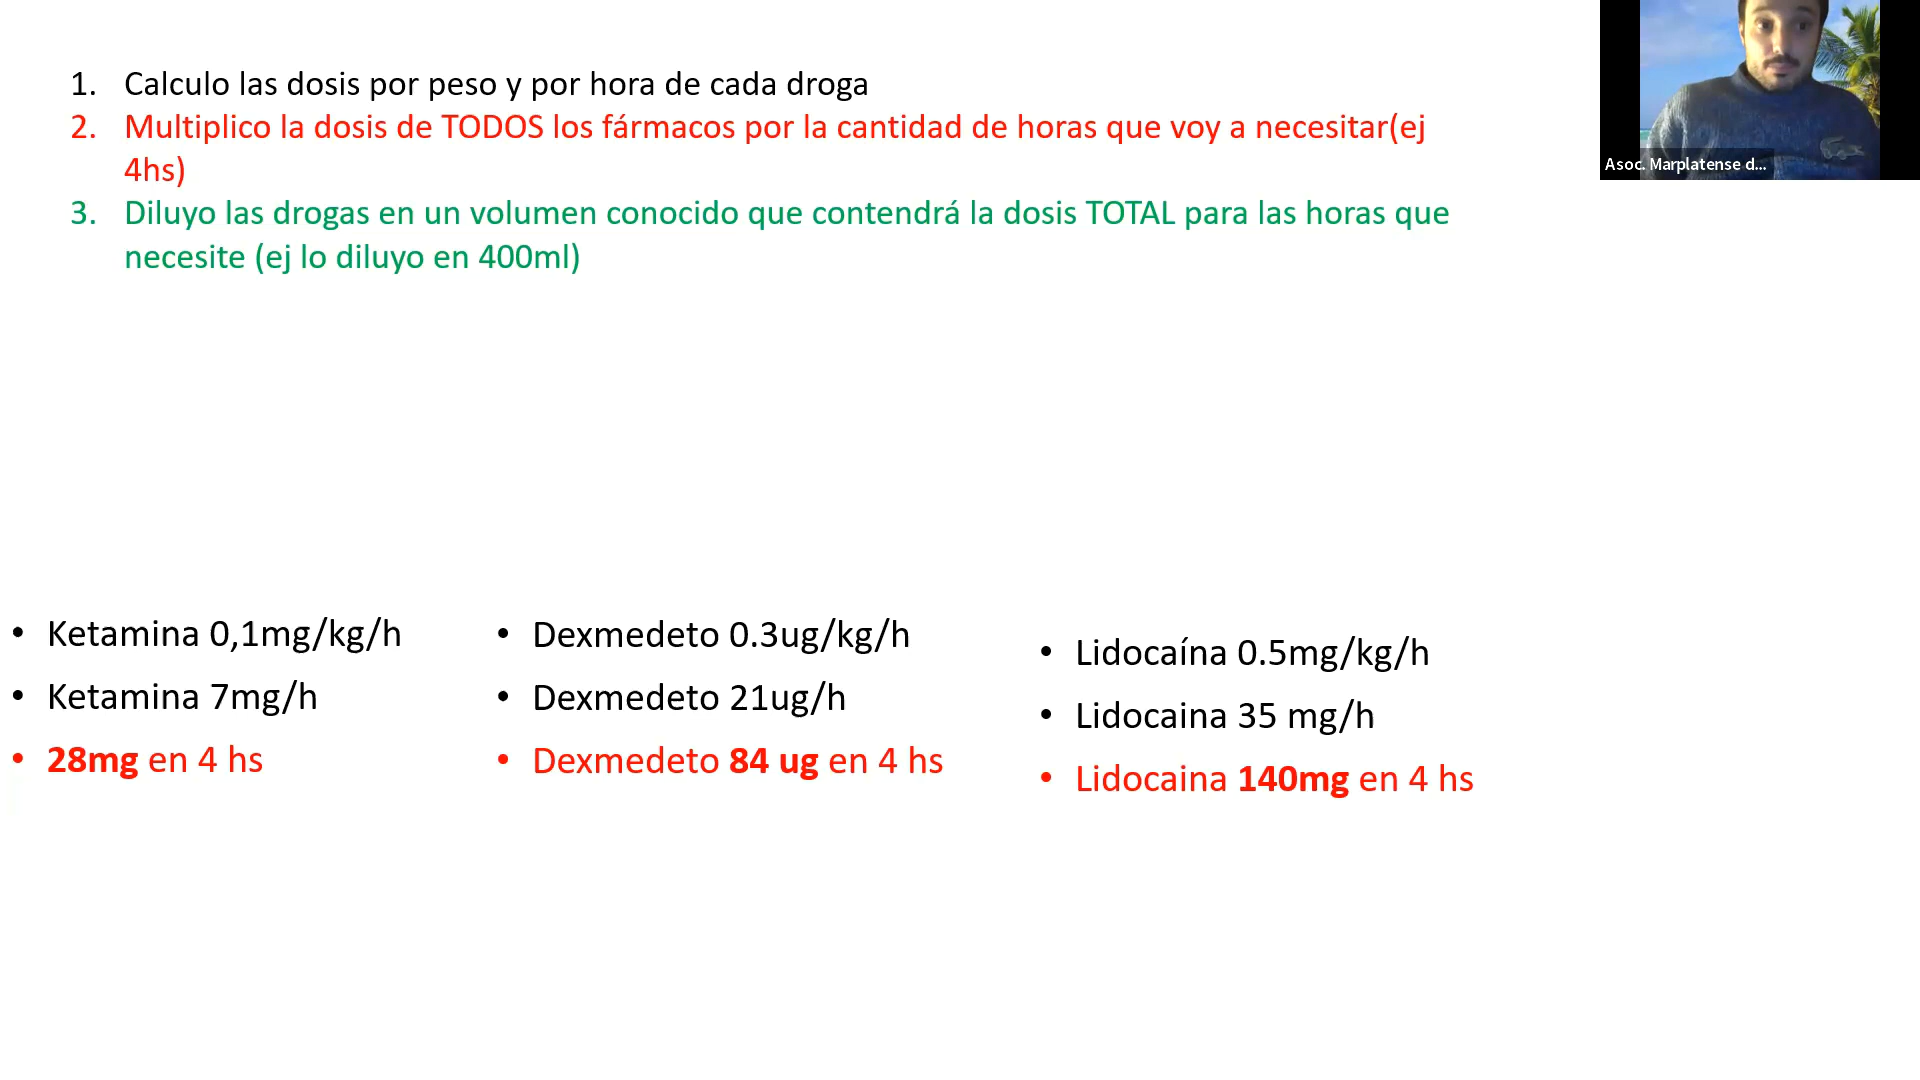 1. Calculo las dosis por peso y por hora de cada droga
2. Multiplico la dosis de TODOS los fármacos por la cantidad de horas que voy a necesitar(ej
4hs)
3. Diluyo las drogas en un volumen conocido que contendrá la dosis TOTAL para las horas que
necesite (ej lo diluyo en 400ml)
Asoc. Marplatense d...
• Ketamina 0,1mg/kg/h
• Ketamina 7mg/h
• 28mg en 4 hs
• Dexmedeto 0.3ug/kg/h
• Dexmedeto 21ug/h
• Dexmedeto 84 ug en 4 hs
• Lidocaína 0.5mg/kg/h
• Lidocaina 35 mg/h
• Lidocaina 140mg en 4 hs